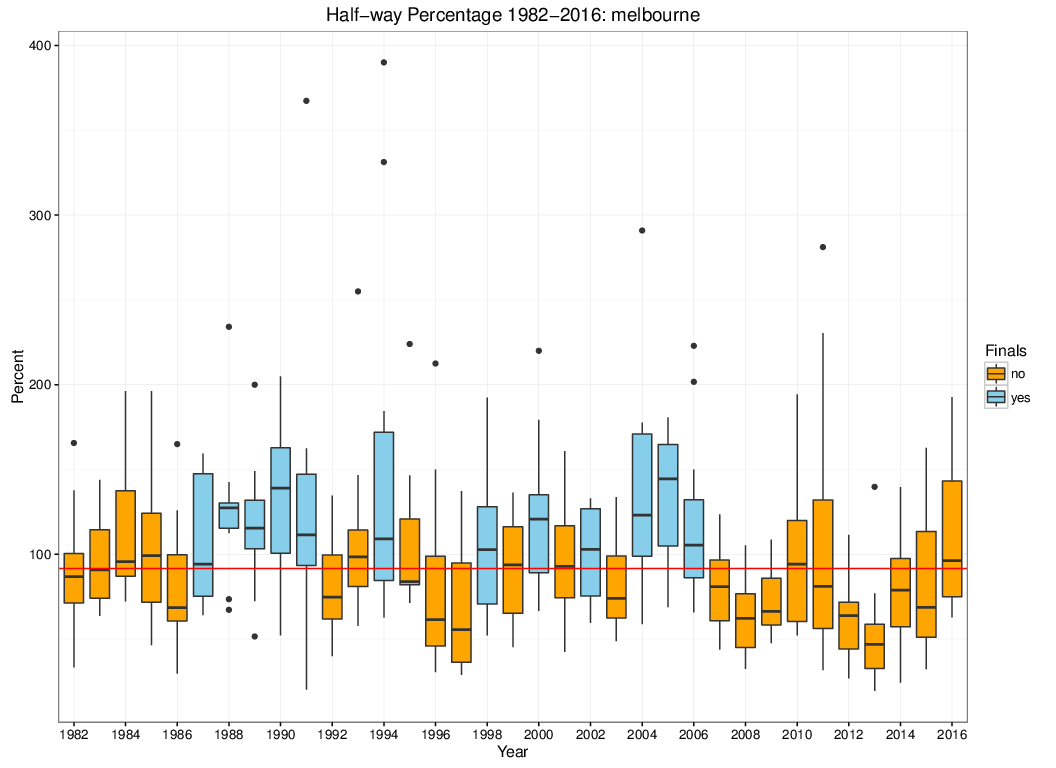 Half−way Percentage 1982−2016: melbourne
400
300
200
100
Percent
1982 1984 1986 1988 1990 1992 1994 1996 1998 2000 2002 2004 2006 2008 2010 2012 2014 2016
Year
Finals
no
yes